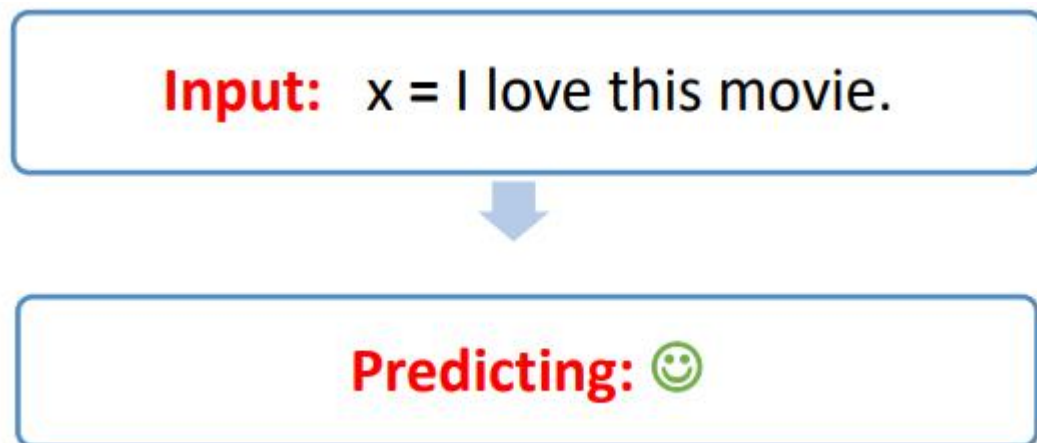 Input: x = I love this movie.
Predicting: ☺